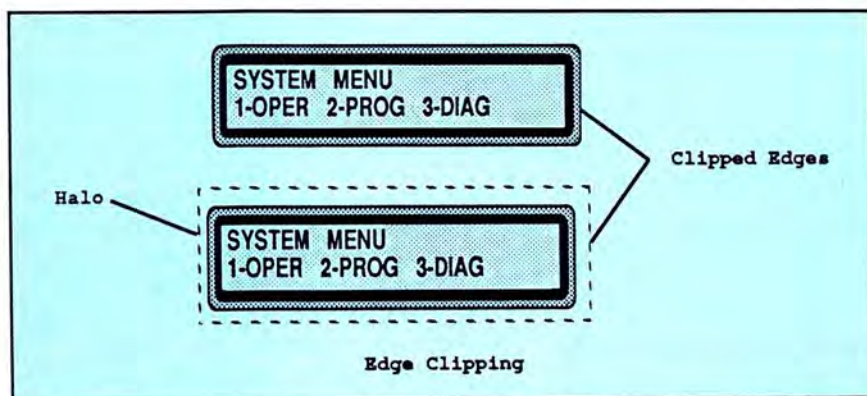 SYSTEM MENU
1-OPER 2-PROG 3-DIAG
Clipped Edges
Halo
SYSTEM MENU
1-OPER 2-PROG 3-DIAG
Edge Clipping